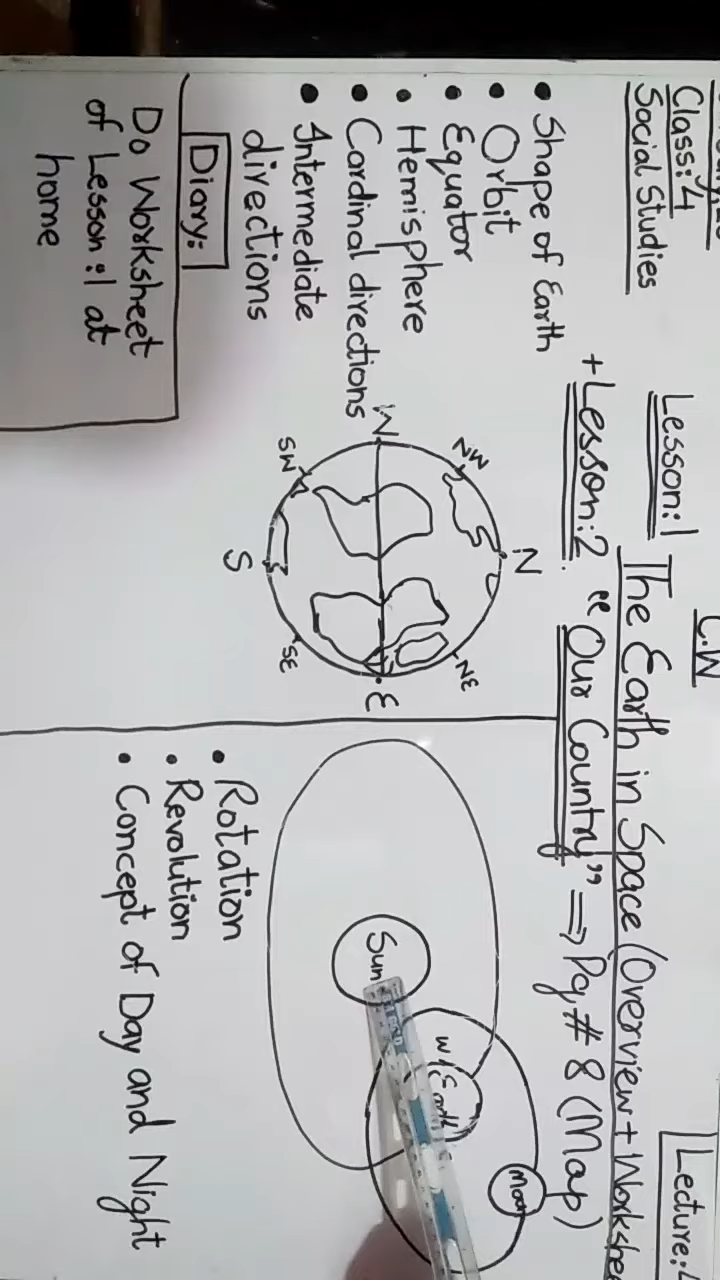 C.W
Class: 4
Social Studies
Lecture:
Lesson:1 The Earth in Space (Overview +
+ Lesson:2 "Our Country" ⇒ Pg # 8 (Map)
• Shape of Earth
• Orbit
• Equator
• Hemisphere
• Cardinal directions
• Intermediate
directions
Diary:
Do Worksheet
of Lesson:1 at
home
N
NW
NE
W
E
SW
SE
S
Sun
W
Earth
Moon
• Rotation
• Revolution
• Concept of Day and Night